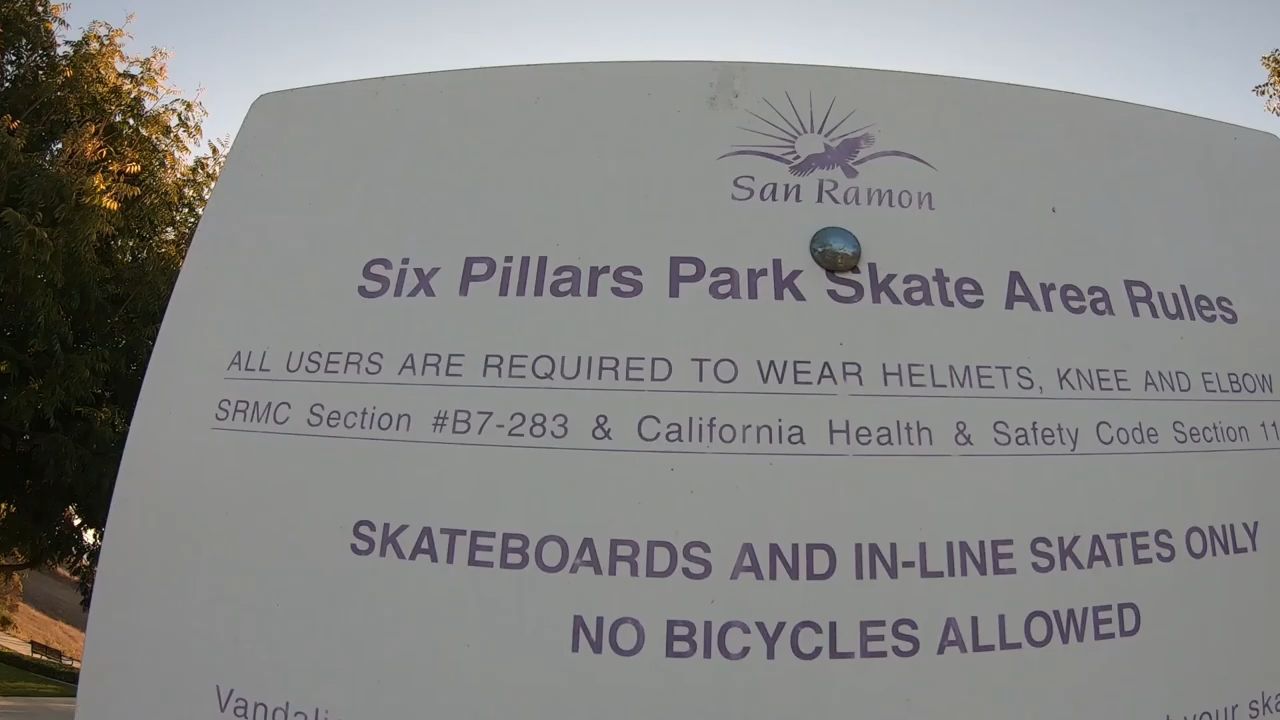 San Ramon
Six Pillars Park Skate Area Rules
ALL USERS ARE REQUIRED TO WEAR HELMETS, KNEE AND ELBOW
SRMC Section #B7-283 & California Health & Safety Code Section 11
SKATEBOARDS AND IN-LINE SKATES ONLY
NO BICYCLES ALLOWED
your